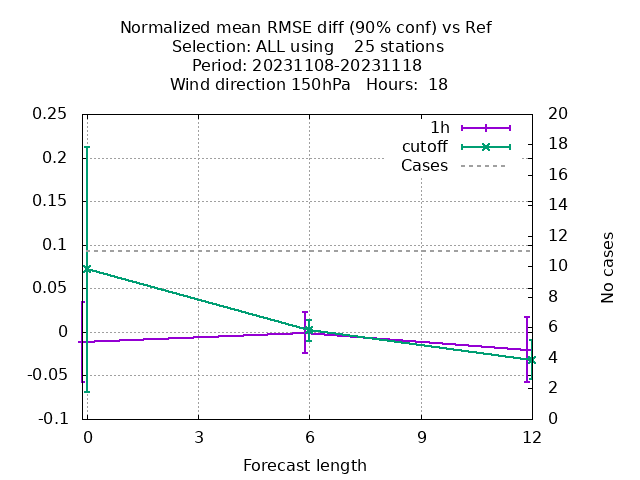 Normalized mean RMSE diff (90% conf) vs Ref
Selection: ALL using    25 stations
Period: 20231108-20231118
Wind direction 150hPa   Hours:  18
1h
cutoff
Cases
0.25
0.2
0.15
0.1
0.05
0
-0.05
-0.1
20
18
16
14
12
10
8
6
4
2
0
No cases
0 3 6 9 12
Forecast length